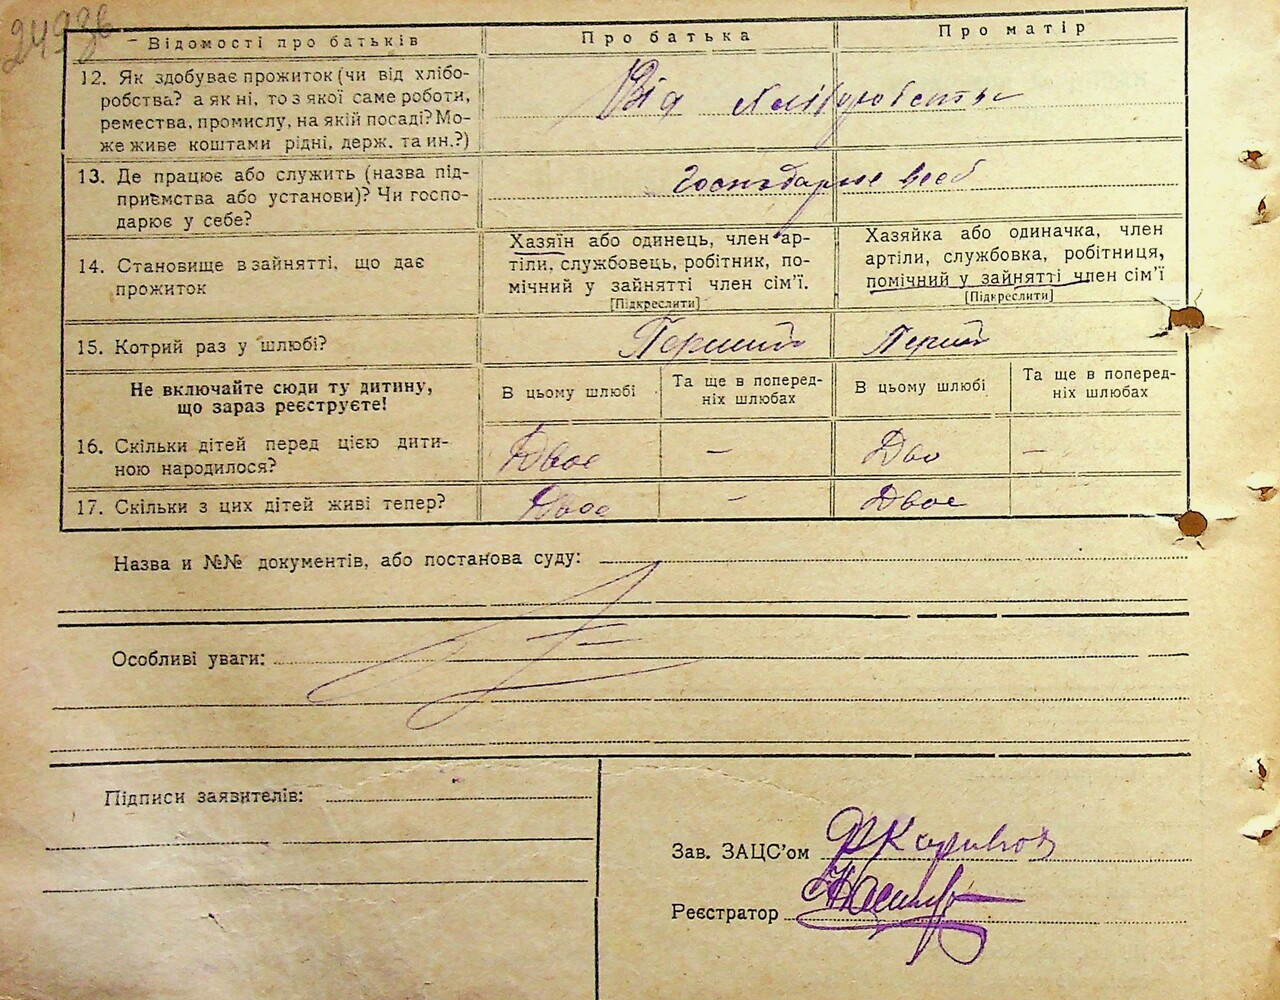 Відомості про батьків
Про батька
Про матір
12. Як здобуває прожиток (чи від хлібо-
робства? а як ні, то з якої саме роботи,
ремества, промислу, на якій посаді? Мо-
же живе коштами рідні, держ. та ин.?)
Від хліборобства
13. Де працює або служить (назва під-
приємства або установи)? Чи госпо-
дарює у себе?
Господарює в себе
14. Становище в зайнятті, що дає
прожиток
Хазяїн або одинець, член ар-
тіли, службовець, робітник, по-
мічний у зайнятті член сім'ї.
[Підкреслити]
Хазяйка або одиначка, член
артіли, службовка, робітниця,
помічний у зайнятті член сім'ї
[Підкреслити]
15. Котрий раз у шлюбі?
Перший
Не включайте сюди ту дитину,
що зараз реєструєте!
В цьому шлюбі
Та ще в поперед-
ніх шлюбах
В цьому шлюбі
Та ще в поперед-
ніх шлюбах
16. Скільки дітей перед цією дити-
ною народилося?
Двоє – Двоє –
17. Скільки з цих дітей живі тепер?
Двоє – Двоє
Назва и №№ документів, або постанова суду:
Особливі уваги:
Підписи заявителів:
Зав. ЗАЦС'ом
Реєстратор